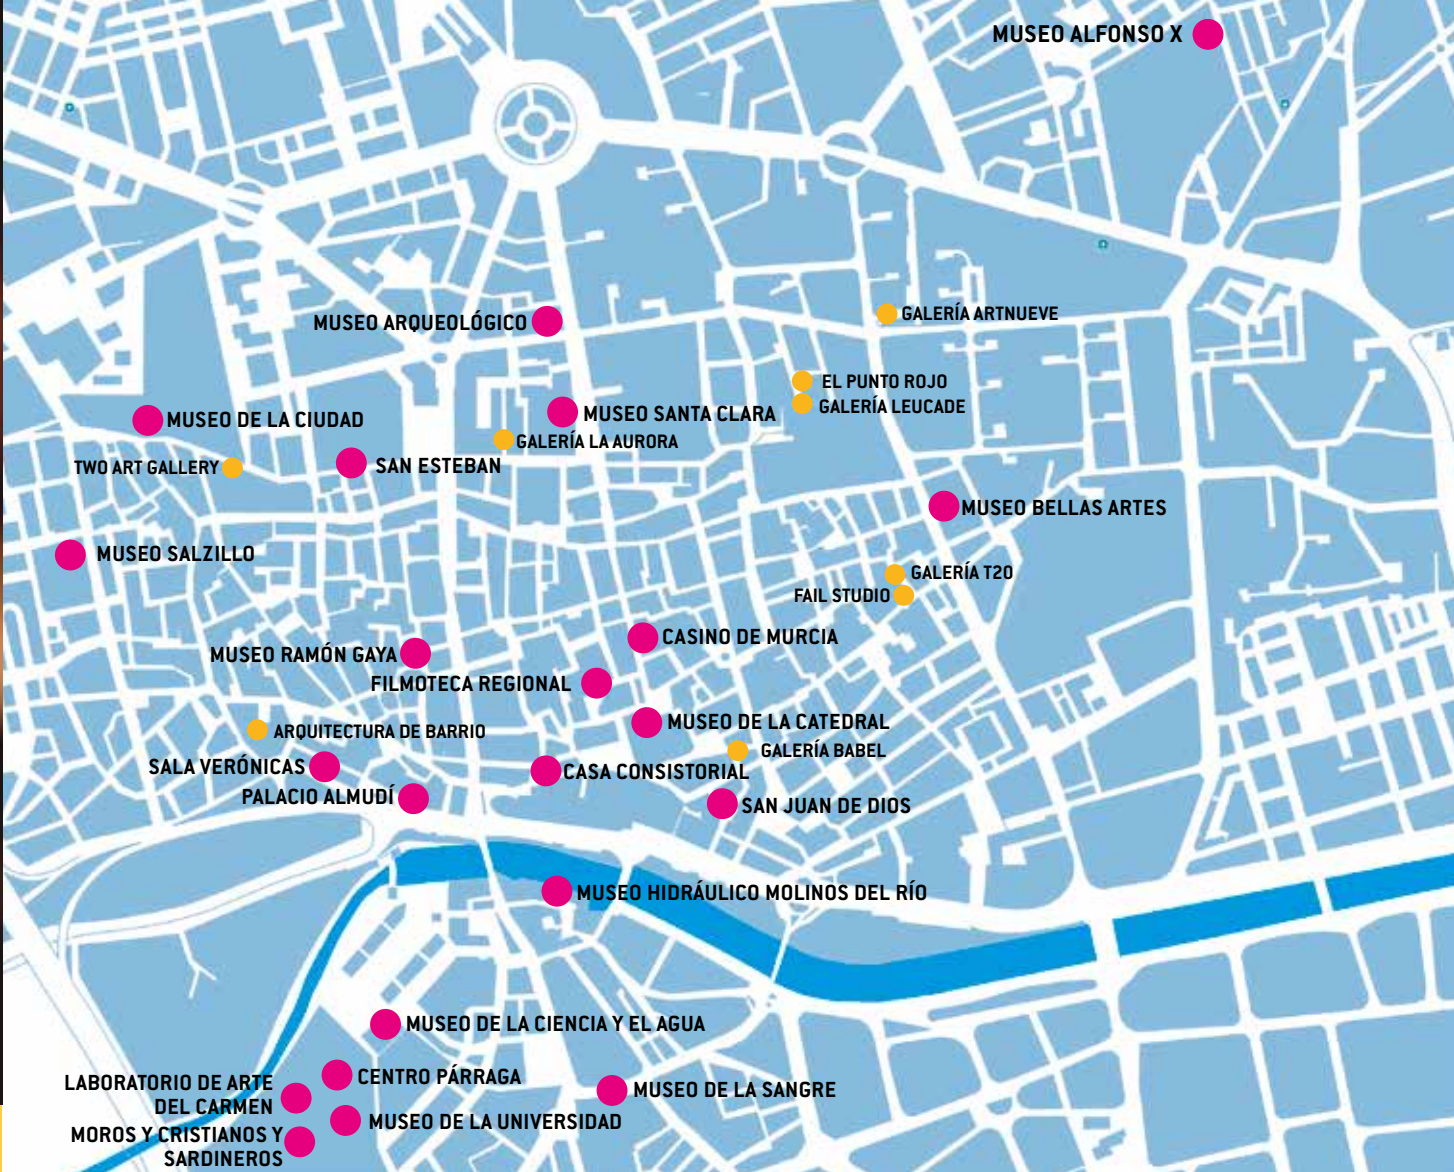 MUSEO ALFONSO X
GALERÍA ARTNUEVE
MUSEO ARQUEOLÓGICO
EL PUNTO ROJO
GALERÍA LEUCADE
MUSEO SANTA CLARA
MUSEO DE LA CIUDAD
GALERÍA LA AURORA
TWO ART GALLERY
SAN ESTEBAN
MUSEO BELLAS ARTES
MUSEO SALZILLO
GALERÍA T20
FAIL STUDIO
CASINO DE MURCIA
MUSEO RAMÓN GAYA
FILMOTECA REGIONAL
MUSEO DE LA CATEDRAL
ARQUITECTURA DE BARRIO
GALERÍA BABEL
SALA VERÓNICAS
CASA CONSISTORIAL
PALACIO ALMUDÍ
SAN JUAN DE DIOS
MUSEO HIDRÁULICO MOLINOS DEL RÍO
MUSEO DE LA CIENCIA Y EL AGUA
CENTRO PÁRRAGA
LABORATORIO DE ARTE
DEL CARMEN
MUSEO DE LA SANGRE
MUSEO DE LA UNIVERSIDAD
MOROS Y CRISTIANOS Y
SARDINEROS